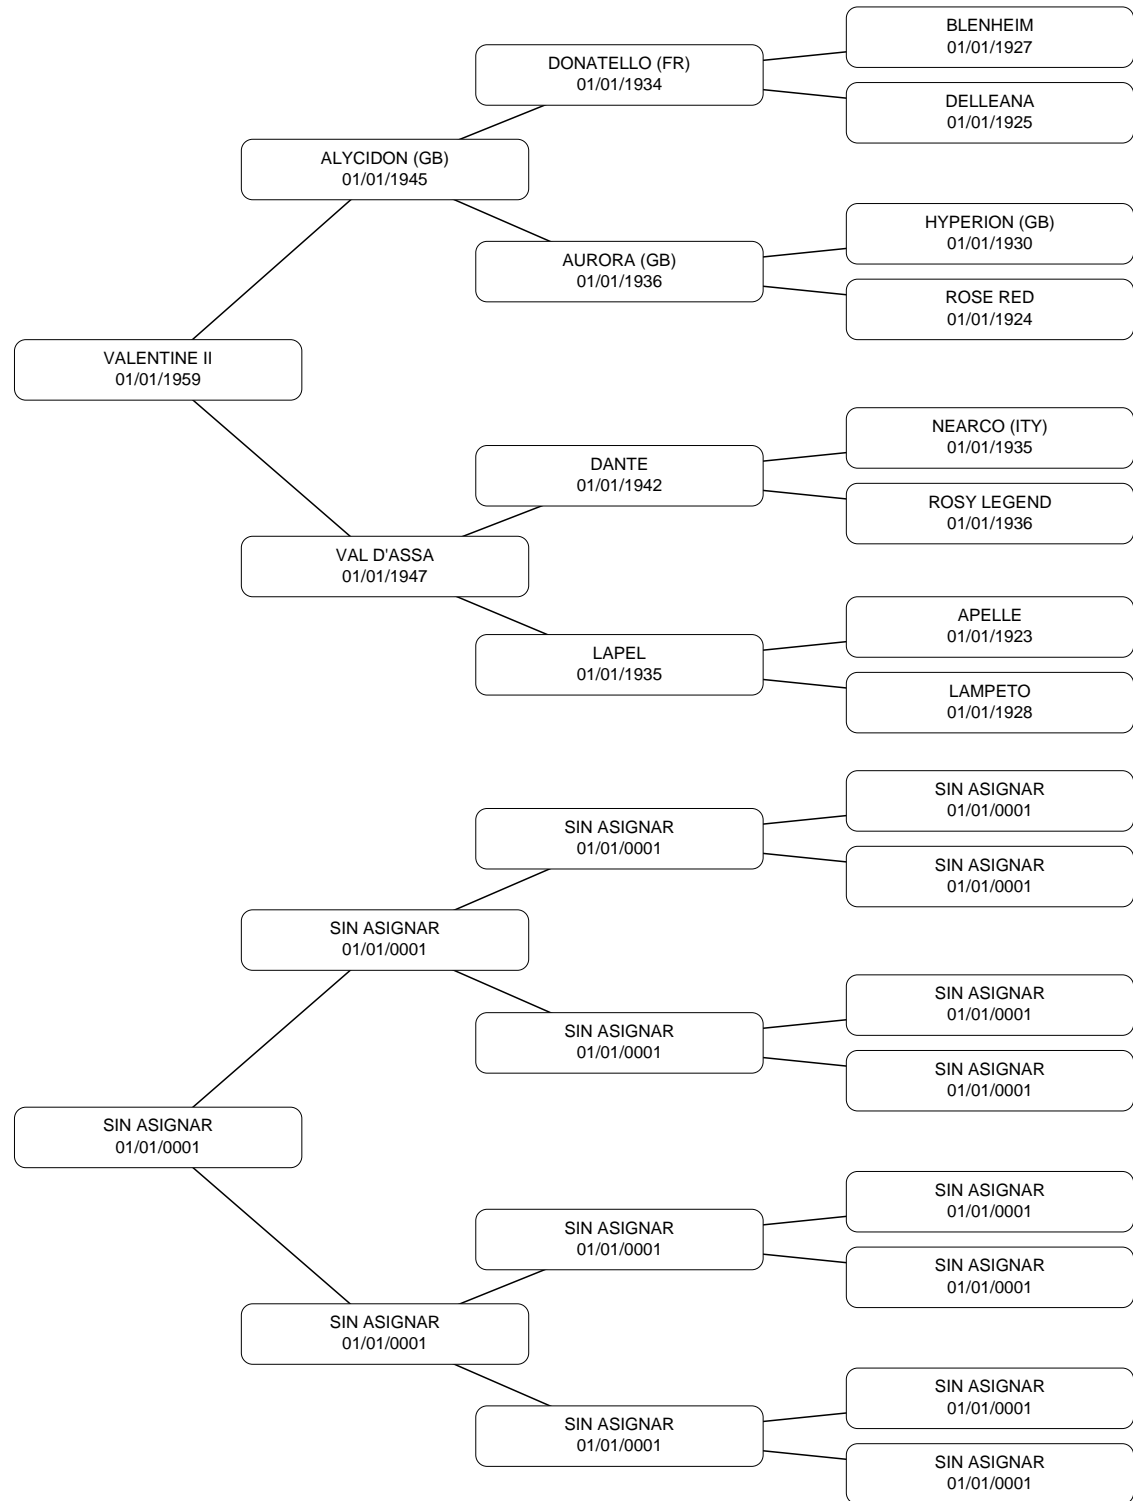 BLENHEIM
01/01/1927
DONATELLO (FR)
01/01/1934
DELLEANA
01/01/1925
ALYCIDON (GB)
01/01/1945
HYPERION (GB)
01/01/1930
AURORA (GB)
01/01/1936
ROSE RED
01/01/1924
VALENTINE II
01/01/1959
NEARCO (ITY)
01/01/1935
DANTE
01/01/1942
ROSY LEGEND
01/01/1936
VAL D'ASSA
01/01/1947
APELLE
01/01/1923
LAPEL
01/01/1935
LAMPETO
01/01/1928
SIN ASIGNAR
01/01/0001
SIN ASIGNAR
01/01/0001
SIN ASIGNAR
01/01/0001
SIN ASIGNAR
01/01/0001
SIN ASIGNAR
01/01/0001
SIN ASIGNAR
01/01/0001
SIN ASIGNAR
01/01/0001
SIN ASIGNAR
01/01/0001
SIN ASIGNAR
01/01/0001
SIN ASIGNAR
01/01/0001
SIN ASIGNAR
01/01/0001
SIN ASIGNAR
01/01/0001
SIN ASIGNAR
01/01/0001
SIN ASIGNAR
01/01/0001
SIN ASIGNAR
01/01/0001